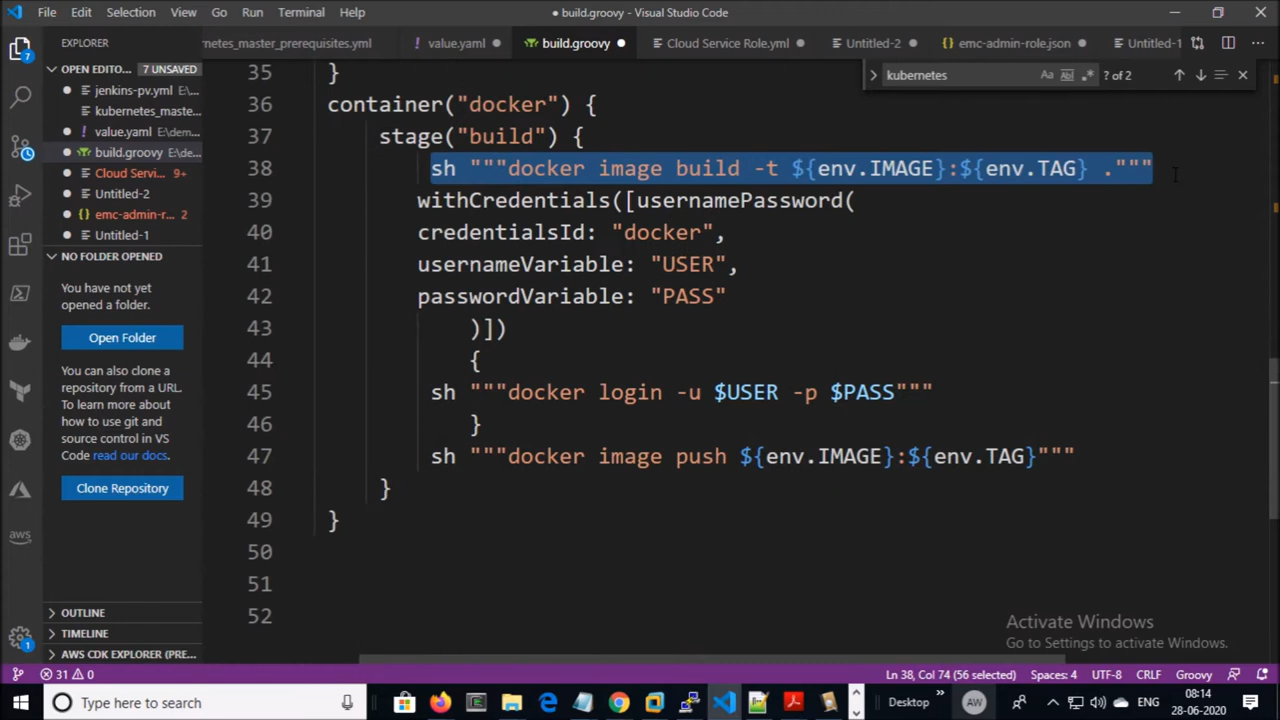 File Edit Selection View Go Run Terminal Help
● build.groovy - Visual Studio Code
EXPLORER
netes_master_prerequisites.yml value.yaml build.groovy Cloud Service Role.yml Untitled-2 emc-admin-role.json Untitled-1
kubernetes Aa Abl .* ? of 2
OPEN EDITO... 7 UNSAVED
jenkins-pv.yml
kubernetes_maste...
value.yaml E:\dem...
build.groovy E:\de...
Cloud Servi... 9+
Untitled-2
emc-admin-r... 2
Untitled-1
NO FOLDER OPENED
You have not yet
opened a folder.
Open Folder
You can also clone a
repository from a URL.
To learn more about
how to use git and
source control in VS
Code read our docs.
Clone Repository
OUTLINE
TIMELINE
AWS CDK EXPLORER (PRE...
7
1
aws
35 }
36 container("docker") {
37 stage("build") {
38 sh """docker image build -t ${env.IMAGE}:${env.TAG} ."""
39 withCredentials([usernamePassword(
40 credentialsId: "docker",
41 usernameVariable: "USER",
42 passwordVariable: "PASS"
43 )])
44 {
45 sh """docker login -u $USER -p $PASS"""
46 }
47 sh """docker image push ${env.IMAGE}:${env.TAG}"""
48 }
49 }
50
51
52
Activate Windows
Go to Settings to activate Windows.
31 0
Ln 38, Col 74 (56 selected) Spaces: 4 UTF-8 CRLF Groovy
Type here to search
Desktop » AW ENG 08:14
28-06-2020